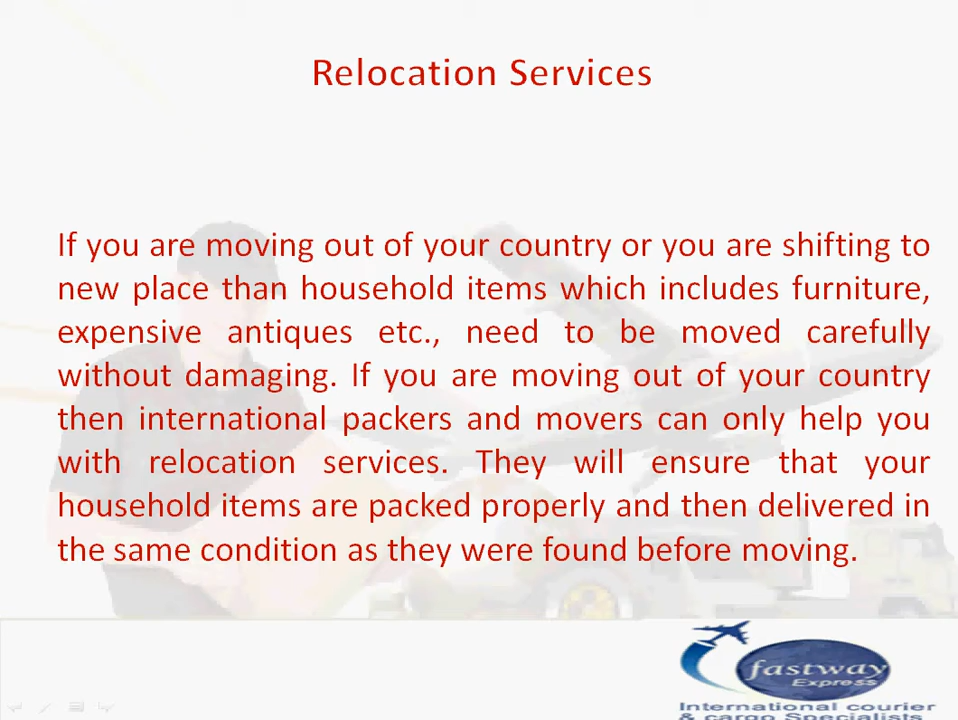 Relocation Services
If you are moving out of your country or you are shifting to
new place than household items which includes furniture,
expensive antiques etc., need to be moved carefully
without damaging. If you are moving out of your country
then international packers and movers can only help you
with relocation services. They will ensure that your
household items are packed properly and then delivered in
the same condition as they were found before moving.
fastway
Express
International courier
& cargo Specialists